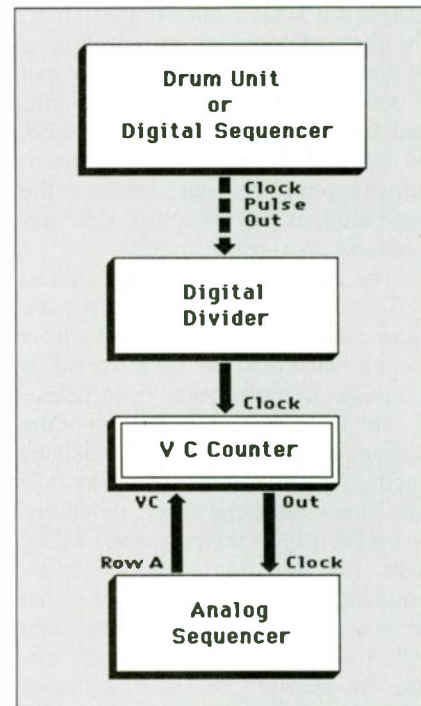 Drum Unit
or
Digital Sequencer
Clock
Pulse
Out
Digital
Divider
Clock
V C Counter
VC
Out
Row A
Clock
Analog
Sequencer